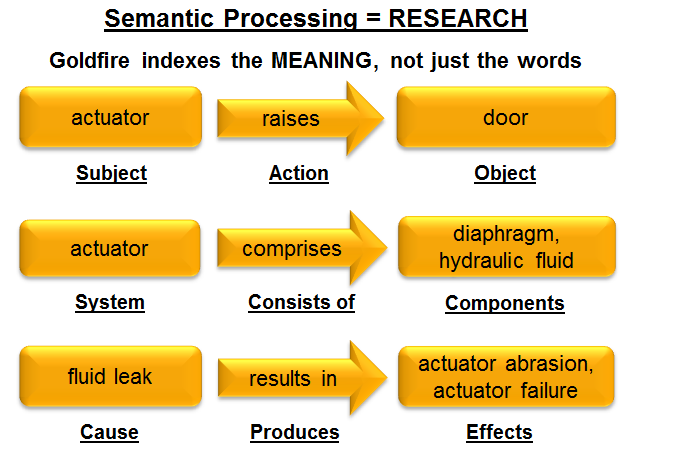 Semantic Processing = RESEARCH
Goldfire indexes the MEANING, not just the words
actuator raises door
Subject Action Object
actuator comprises diaphragm,
hydraulic fluid
System Consists of Components
fluid leak results in actuator abrasion,
actuator failure
Cause Produces Effects